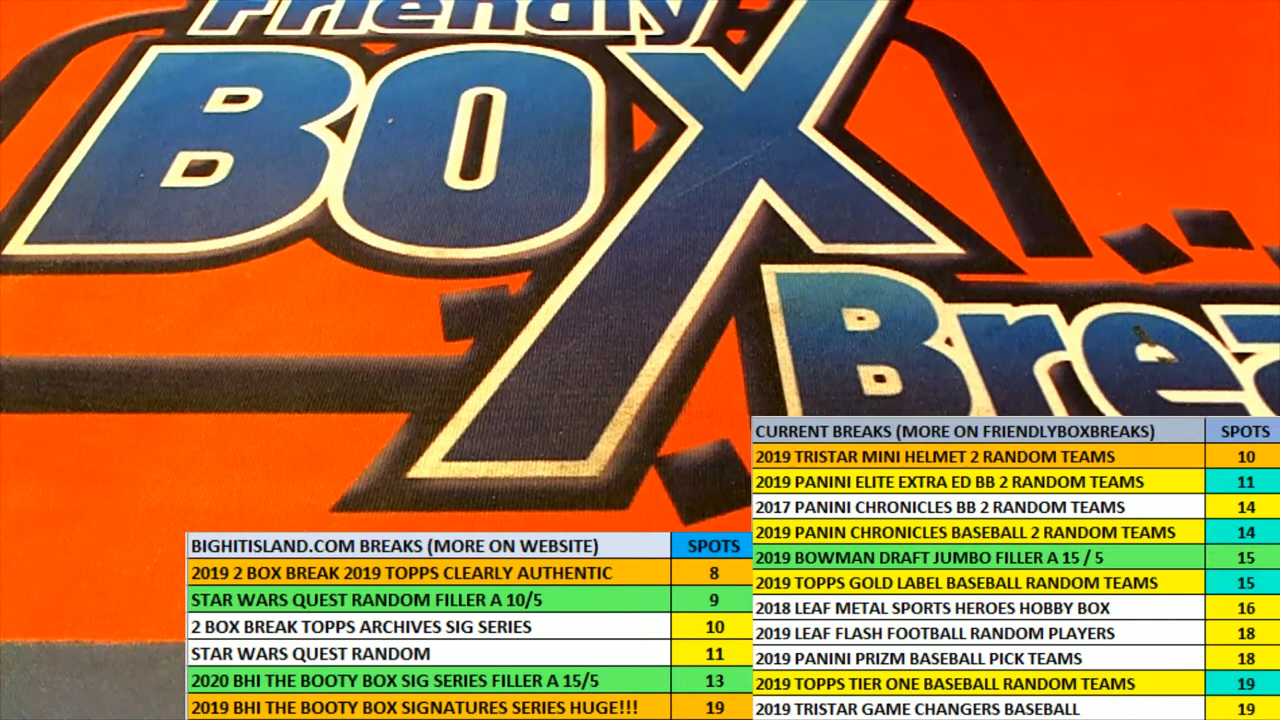 Friendly
BOX
CURRENT BREAKS (MORE ON FRIENDLYBOXBREAKS) SPOTS
2019 TRISTAR MINI HELMET 2 RANDOM TEAMS 10
2019 PANINI ELITE EXTRA ED BB 2 RANDOM TEAMS 11
2017 PANINI CHRONICLES BB 2 RANDOM TEAMS 14
2019 PANIN CHRONICLES BASEBALL 2 RANDOM TEAMS 14
2019 BOWMAN DRAFT JUMBO FILLER A 15 / 5 15
2019 TOPPS GOLD LABEL BASEBALL RANDOM TEAMS 15
2018 LEAF METAL SPORTS HEROES HOBBY BOX 16
2019 LEAF FLASH FOOTBALL RANDOM PLAYERS 18
2019 PANINI PRIZM BASEBALL PICK TEAMS 18
2019 TOPPS TIER ONE BASEBALL RANDOM TEAMS 19
2019 TRISTAR GAME CHANGERS BASEBALL 19
BIGHITISLAND.COM BREAKS (MORE ON WEBSITE) SPOTS
2019 2 BOX BREAK 2019 TOPPS CLEARLY AUTHENTIC 8
STAR WARS QUEST RANDOM FILLER A 10/5 9
2 BOX BREAK TOPPS ARCHIVES SIG SERIES 10
STAR WARS QUEST RANDOM 11
2020 BHI THE BOOTY BOX SIG SERIES FILLER A 15/5 13
2019 BHI THE BOOTY BOX SIGNATURES SERIES HUGE!!! 19